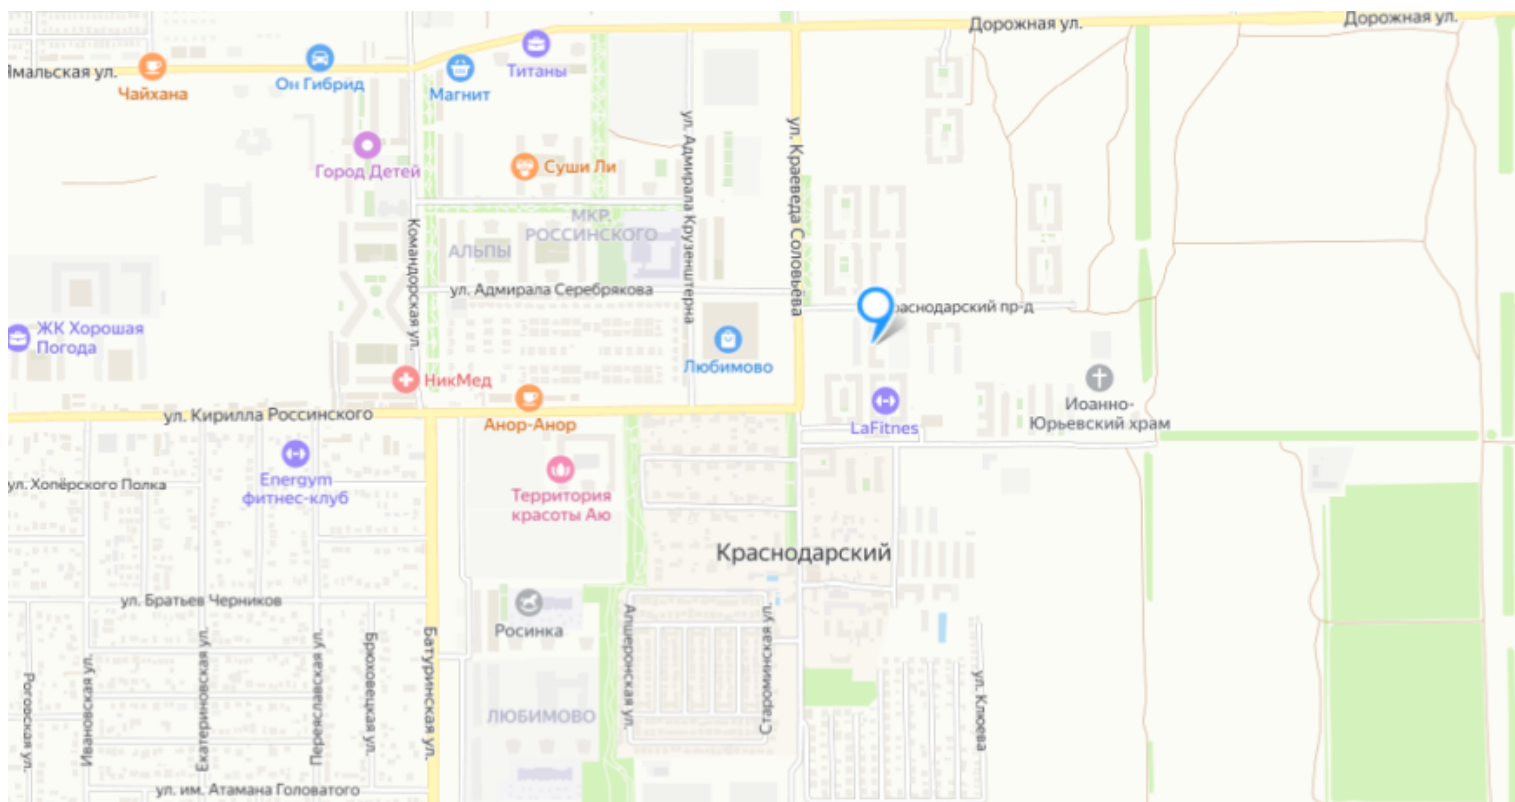 Дорожная ул.
Дорожная ул.
Ямальская ул.
Чайхана
Он Гибрид
Магнит
Титаны
Город Детей
Суши Ли
ул. Адмирала Крузенштерна
ул. Краеведа Соловьёва
Командорская ул.
МКР.
РОССИНСКОГО
АЛЬПЫ
ул. Адмирала Серебрякова
раснодарский пр-д
ЖК Хорошая
Погода
Любимово
НикМед
Анор-Анор
LaFitnes
Иоанно-
Юрьевский храм
ул. Кирилла Россинского
Energym
фитнес-клуб
ул. Хопёрского Полка
Территория
красоты Аю
Краснодарский
ул. Братьев Черников
Росинка
Роговская ул.
Ивановская ул.
Екатериновская ул.
Переяславская ул.
Брюховецкая ул.
Батуринская ул.
Апшеронская ул.
Староминская ул.
ул. Клюева
ЛЮБИМОВО
ул. им. Атамана Головатого